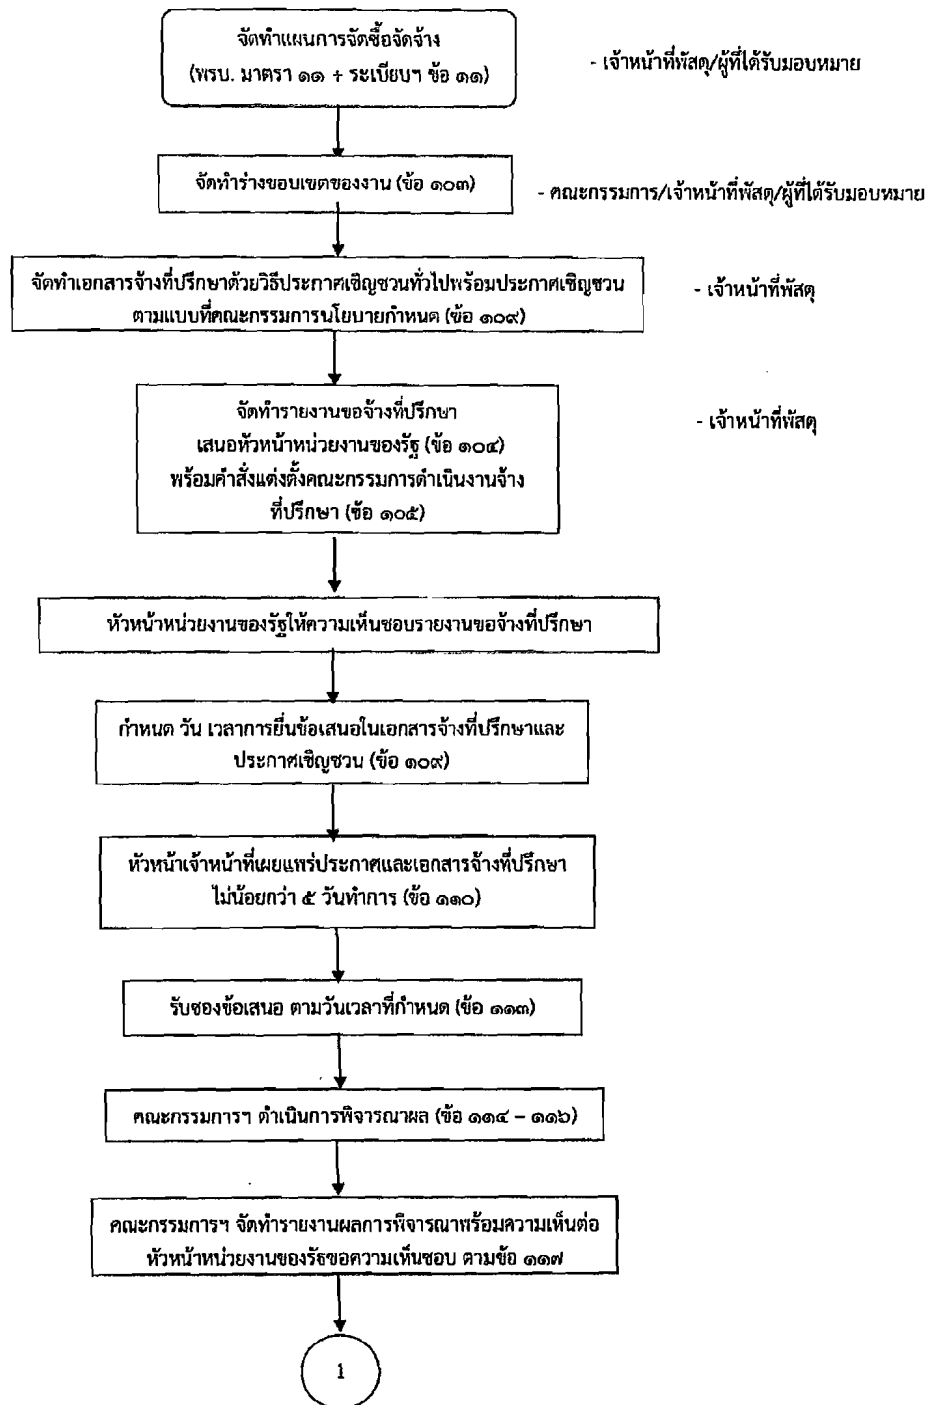 จัดทำแผนการจัดซื้อจัดจ้าง
(พรบ. มาตรา ๑๑ + ระเบียบฯ ข้อ ๑๑)
- เจ้าหน้าที่พัสดุ/ผู้ที่ได้รับมอบหมาย
จัดทำร่างขอบเขตของงาน (ข้อ ๑๐๓)
- คณะกรรมการ/เจ้าหน้าที่พัสดุ/ผู้ที่ได้รับมอบหมาย
จัดทำเอกสารจ้างที่ปรึกษาด้วยวิธีประกาศเชิญชวนทั่วไปพร้อมประกาศเชิญชวน
ตามแบบที่คณะกรรมการนโยบายกำหนด (ข้อ ๑๐๙)
- เจ้าหน้าที่พัสดุ
จัดทำรายงานขอจ้างที่ปรึกษา
เสนอหัวหน้าหน่วยงานของรัฐ (ข้อ ๑๐๔)
พร้อมคำสั่งแต่งตั้งคณะกรรมการดำเนินงานจ้าง
ที่ปรึกษา (ข้อ ๑๐๕)
- เจ้าหน้าที่พัสดุ
หัวหน้าหน่วยงานของรัฐให้ความเห็นชอบรายงานขอจ้างที่ปรึกษา
กำหนด วัน เวลาการยื่นข้อเสนอในเอกสารจ้างที่ปรึกษาและ
ประกาศเชิญชวน (ข้อ ๑๐๙)
หัวหน้าเจ้าหน้าที่เผยแพร่ประกาศและเอกสารจ้างที่ปรึกษา
ไม่น้อยกว่า ๕ วันทำการ (ข้อ ๑๑๐)
รับซองข้อเสนอ ตามวันเวลาที่กำหนด (ข้อ ๑๑๓)
คณะกรรมการฯ ดำเนินการพิจารณาผล (ข้อ ๑๑๔ – ๑๑๖)
คณะกรรมการฯ จัดทำรายงานผลการพิจารณาพร้อมความเห็นต่อ
หัวหน้าหน่วยงานของรัฐขอความเห็นชอบ ตามข้อ ๑๑๗
1